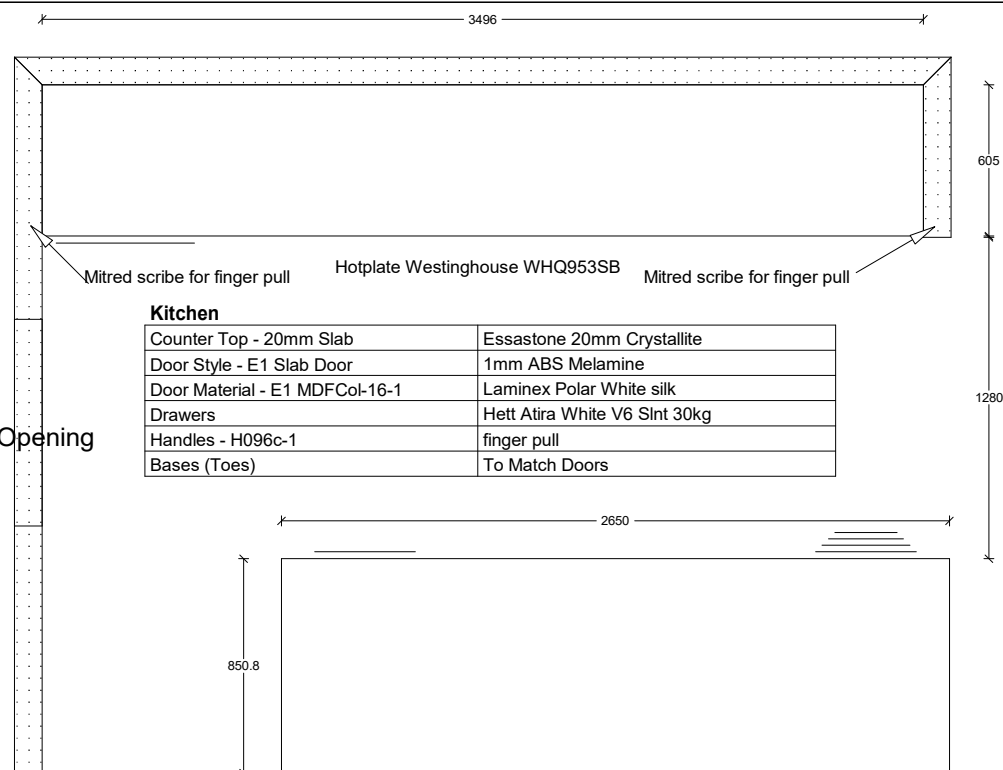 3496
605
Mitred scribe for finger pull
Hotplate Westinghouse WHQ953SB
Mitred scribe for finger pull
Kitchen
Counter Top - 20mm Slab Essastone 20mm Crystallite
Door Style - E1 Slab Door 1mm ABS Melamine
Door Material - E1 MDFCol-16-1 Laminex Polar White silk
Drawers Hett Atira White V6 Slnt 30kg
Handles - H096c-1 finger pull
Bases (Toes) To Match Doors
1280
Opening
2650
850.8